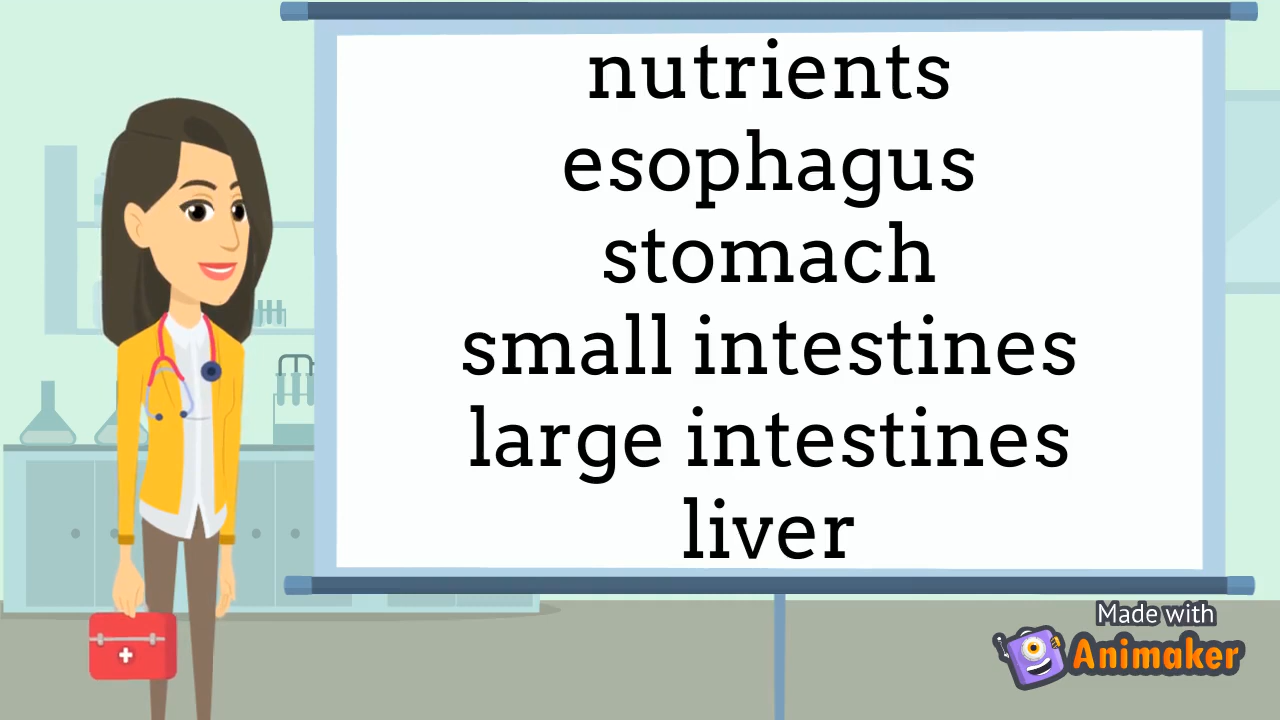 nutrients
esophagus
stomach
small intestines
large intestines
liver
Made with
Animaker